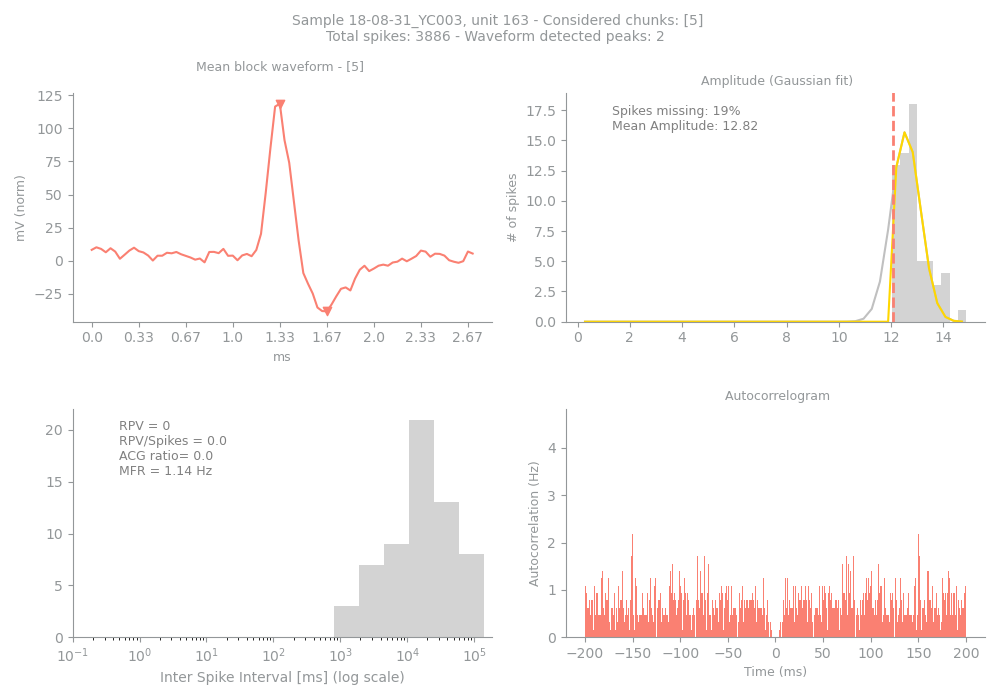 Sample 18-08-31_YC003, unit 163 - Considered chunks: [5]
Total spikes: 3886 - Waveform detected peaks: 2
Mean block waveform - [5]
125
100
75
50
25
0
−25
mV (norm)
0.0 0.33 0.67 1.0 1.33 1.67 2.0 2.33 2.67
ms
Amplitude (Gaussian fit)
Spikes missing: 19%
Mean Amplitude: 12.82
17.5
15.0
12.5
10.0
7.5
5.0
2.5
0.0
# of spikes
0 2 4 6 8 10 12 14
RPV = 0
RPV/Spikes = 0.0
ACG ratio= 0.0
MFR = 1.14 Hz
20
15
10
5
0
10⁻¹ 10⁰ 10¹ 10² 10³ 10⁴ 10⁵
Inter Spike Interval [ms] (log scale)
Autocorrelogram
4
3
2
1
0
Autocorrelation (Hz)
−200 −150 −100 −50 0 50 100 150 200
Time (ms)